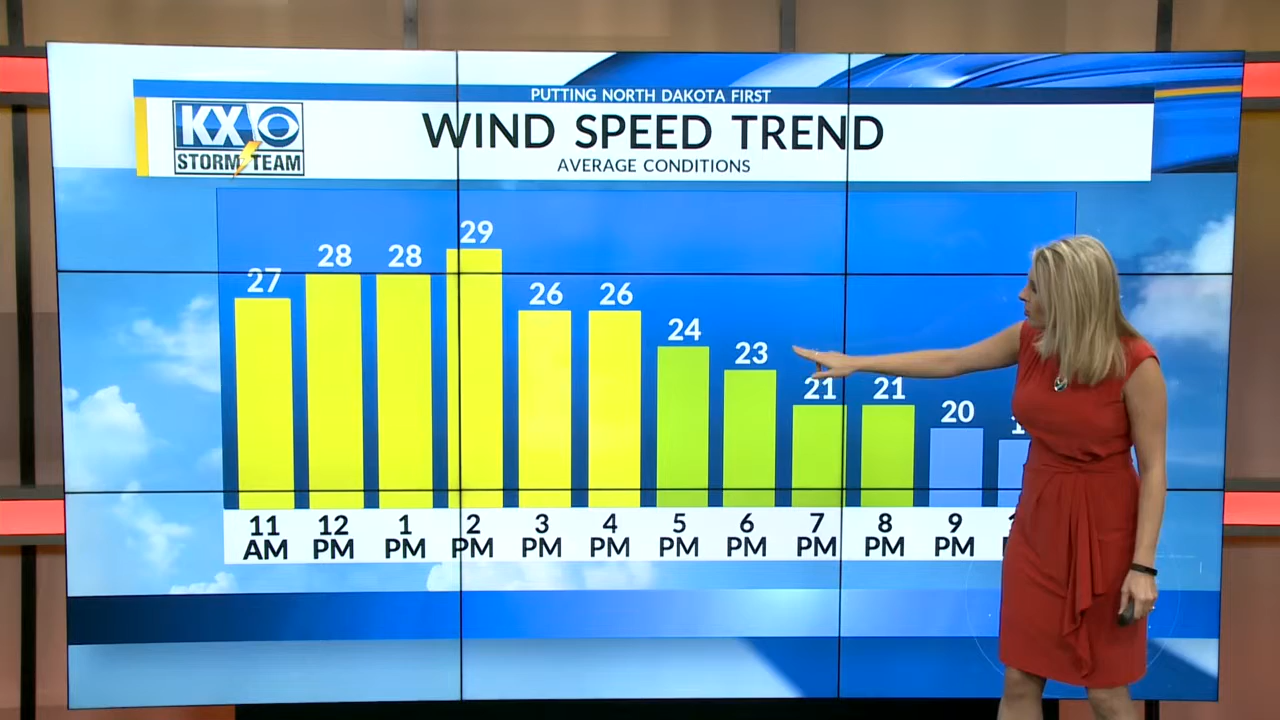 PUTTING NORTH DAKOTA FIRST
KX
STORM TEAM
WIND SPEED TREND
AVERAGE CONDITIONS
27 28 28 29 26 26 24 23 21 21 20
11 12 1 2 3 4 5 6 7 8 9
AM PM PM PM PM PM PM PM PM PM PM